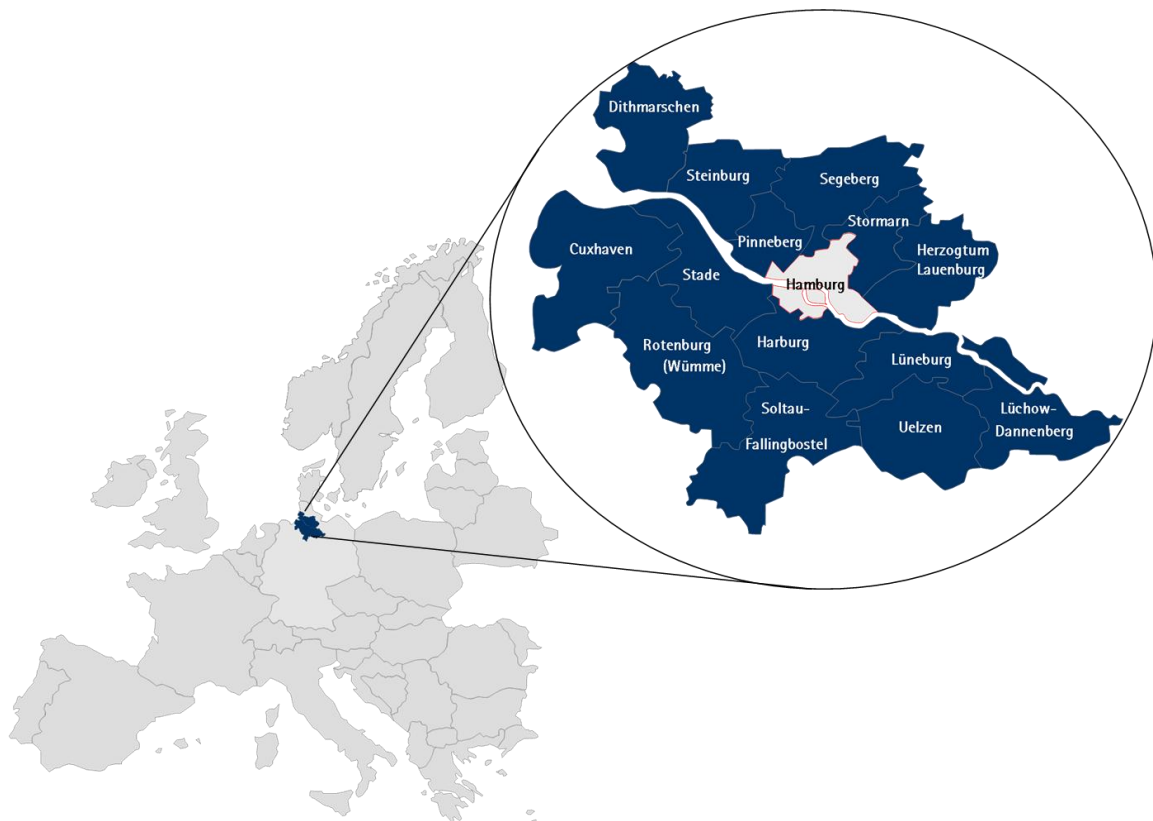 Dithmarschen
Steinburg
Segeberg
Stormarn
Pinneberg
Cuxhaven
Herzogtum
Lauenburg
Stade
Hamburg
Rotenburg
(Wümme)
Harburg
Lüneburg
Soltau-
Fallingbostel
Uelzen
Lüchow-
Dannenberg